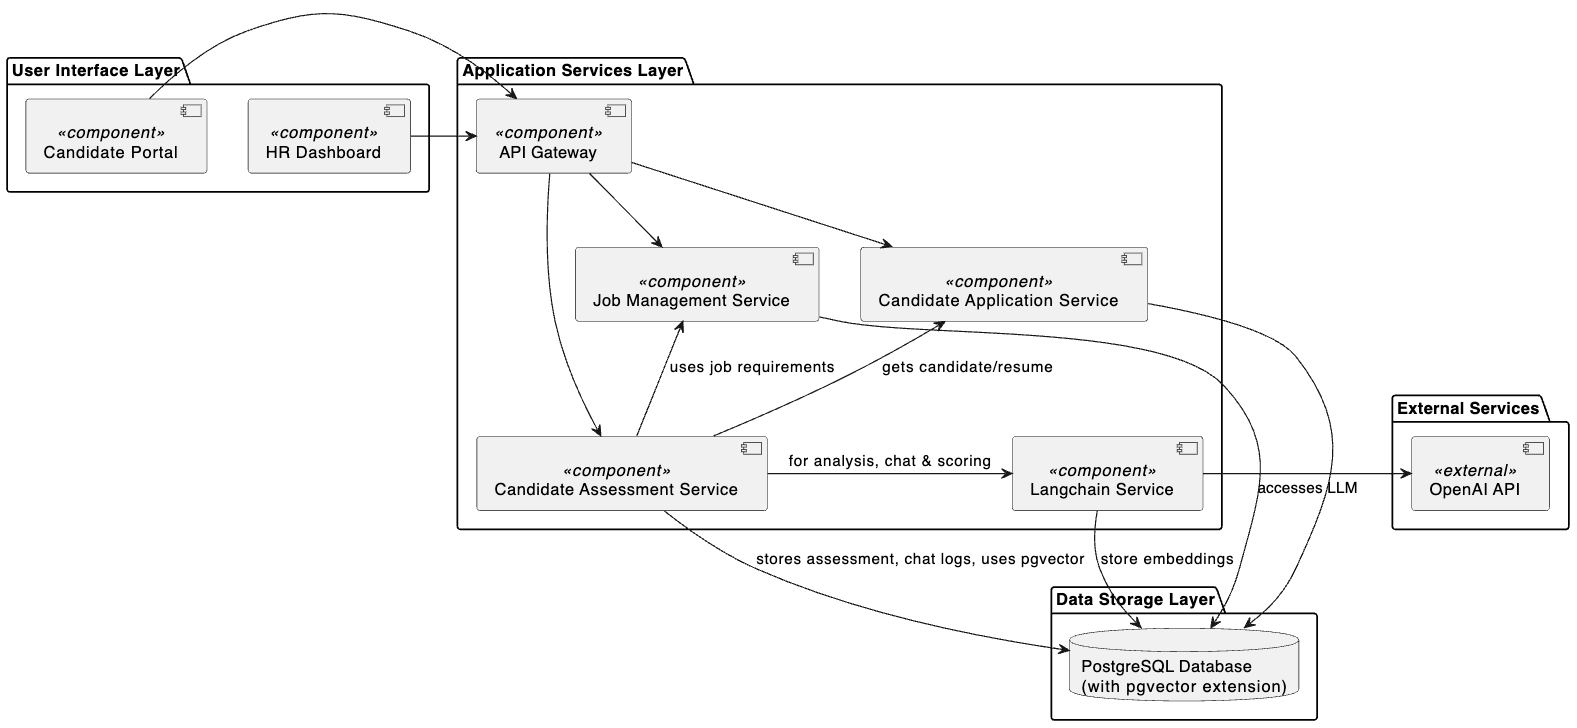 User Interface Layer
«component»
Candidate Portal
«component»
HR Dashboard
Application Services Layer
«component»
API Gateway
«component»
Job Management Service
«component»
Candidate Application Service
uses job requirements
gets candidate/resume
«component»
Candidate Assessment Service
for analysis, chat & scoring
«component»
Langchain Service
accesses LLM
External Services
«external»
OpenAI API
stores assessment, chat logs, uses pgvector
store embeddings
Data Storage Layer
PostgreSQL Database
(with pgvector extension)